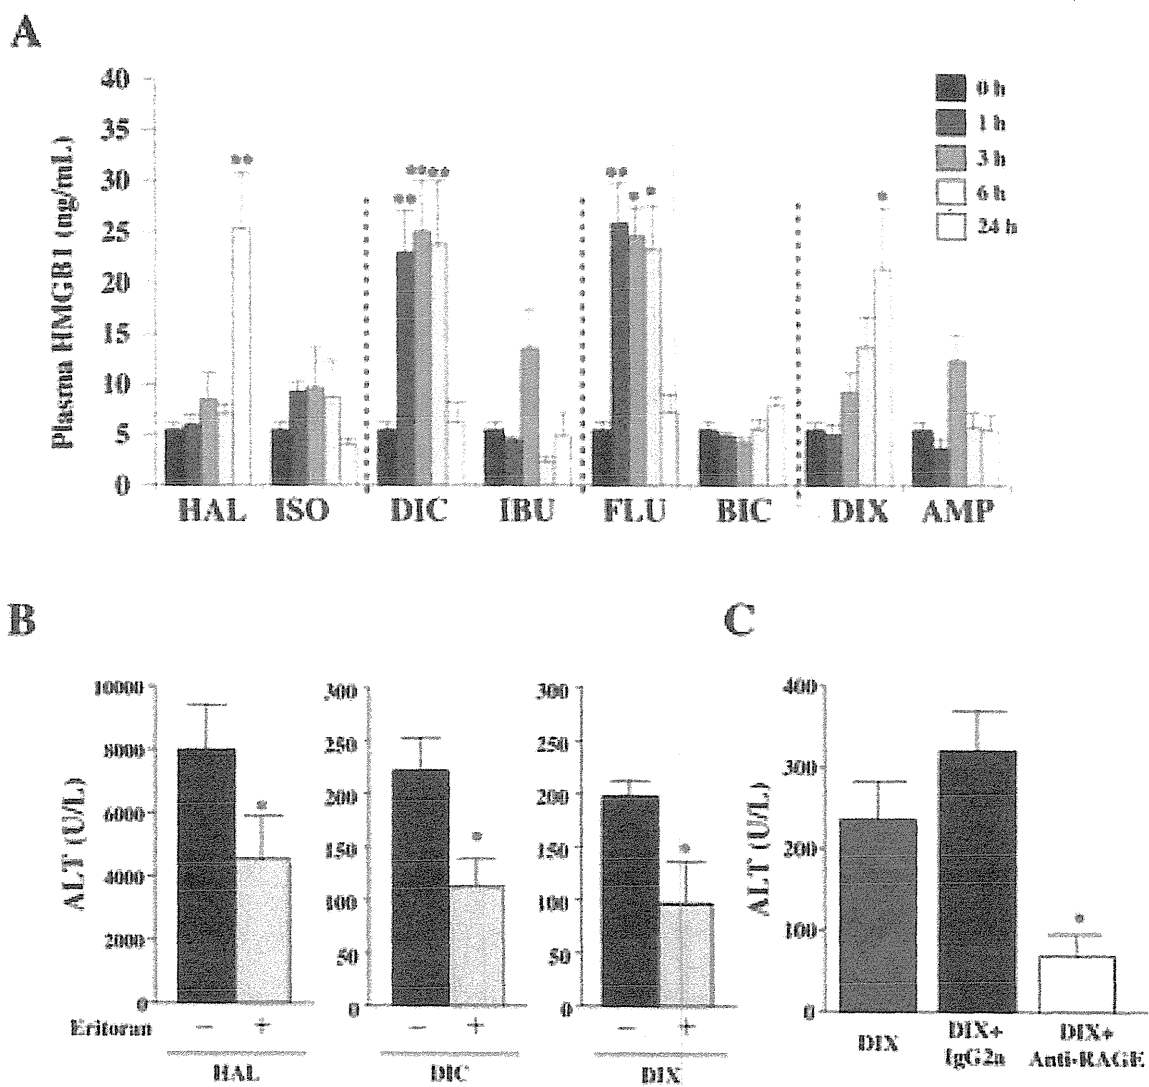 A
Plasma HMGB1 (ng/mL)
40
35
30
25
20
15
10
5
0
0 h
1 h
3 h
6 h
24 h
** ** ** ** ** * * *
HAL ISO DIC IBU FLU BIC DIX AMP
B
ALT (U/L)
10000
8000
6000
4000
2000
0
*
300
250
200
150
100
50
0
*
300
250
200
150
100
50
0
*
Eritoran − + − + − +
HAL DIC DIX
C
ALT (U/L)
400
300
200
100
0
*
DIX
DIX+
IgG2a
DIX+
Anti-RAGE